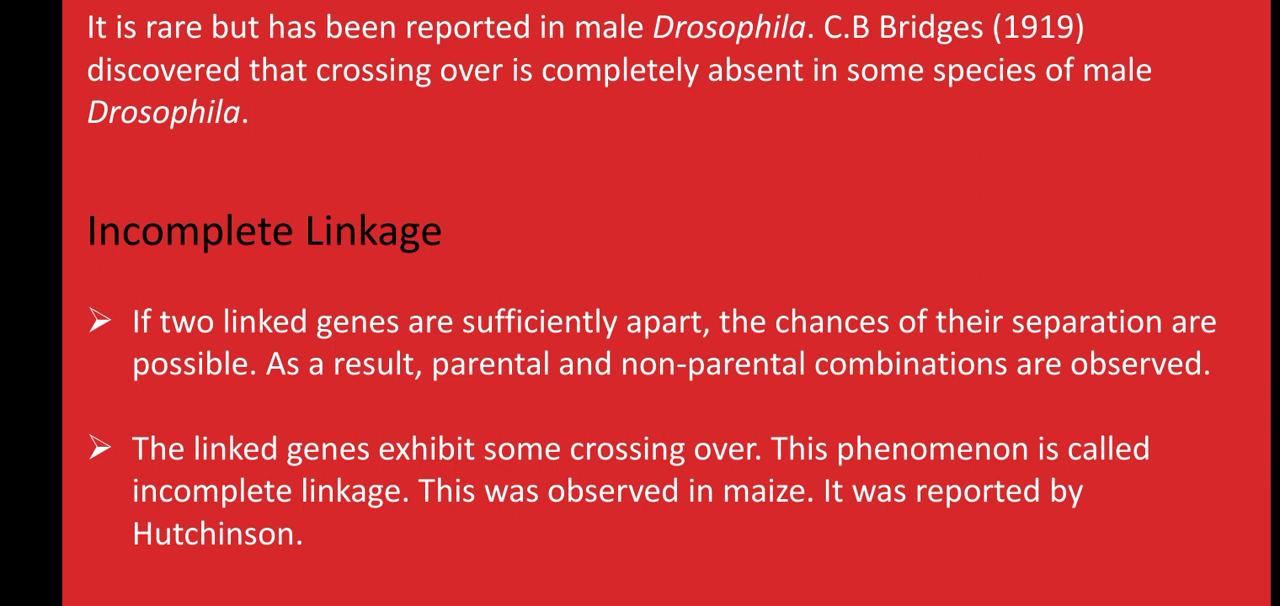 It is rare but has been reported in male Drosophila. C.B Bridges (1919)
discovered that crossing over is completely absent in some species of male
Drosophila.
Incomplete Linkage
➢ If two linked genes are sufficiently apart, the chances of their separation are
possible. As a result, parental and non-parental combinations are observed.
➢ The linked genes exhibit some crossing over. This phenomenon is called
incomplete linkage. This was observed in maize. It was reported by
Hutchinson.